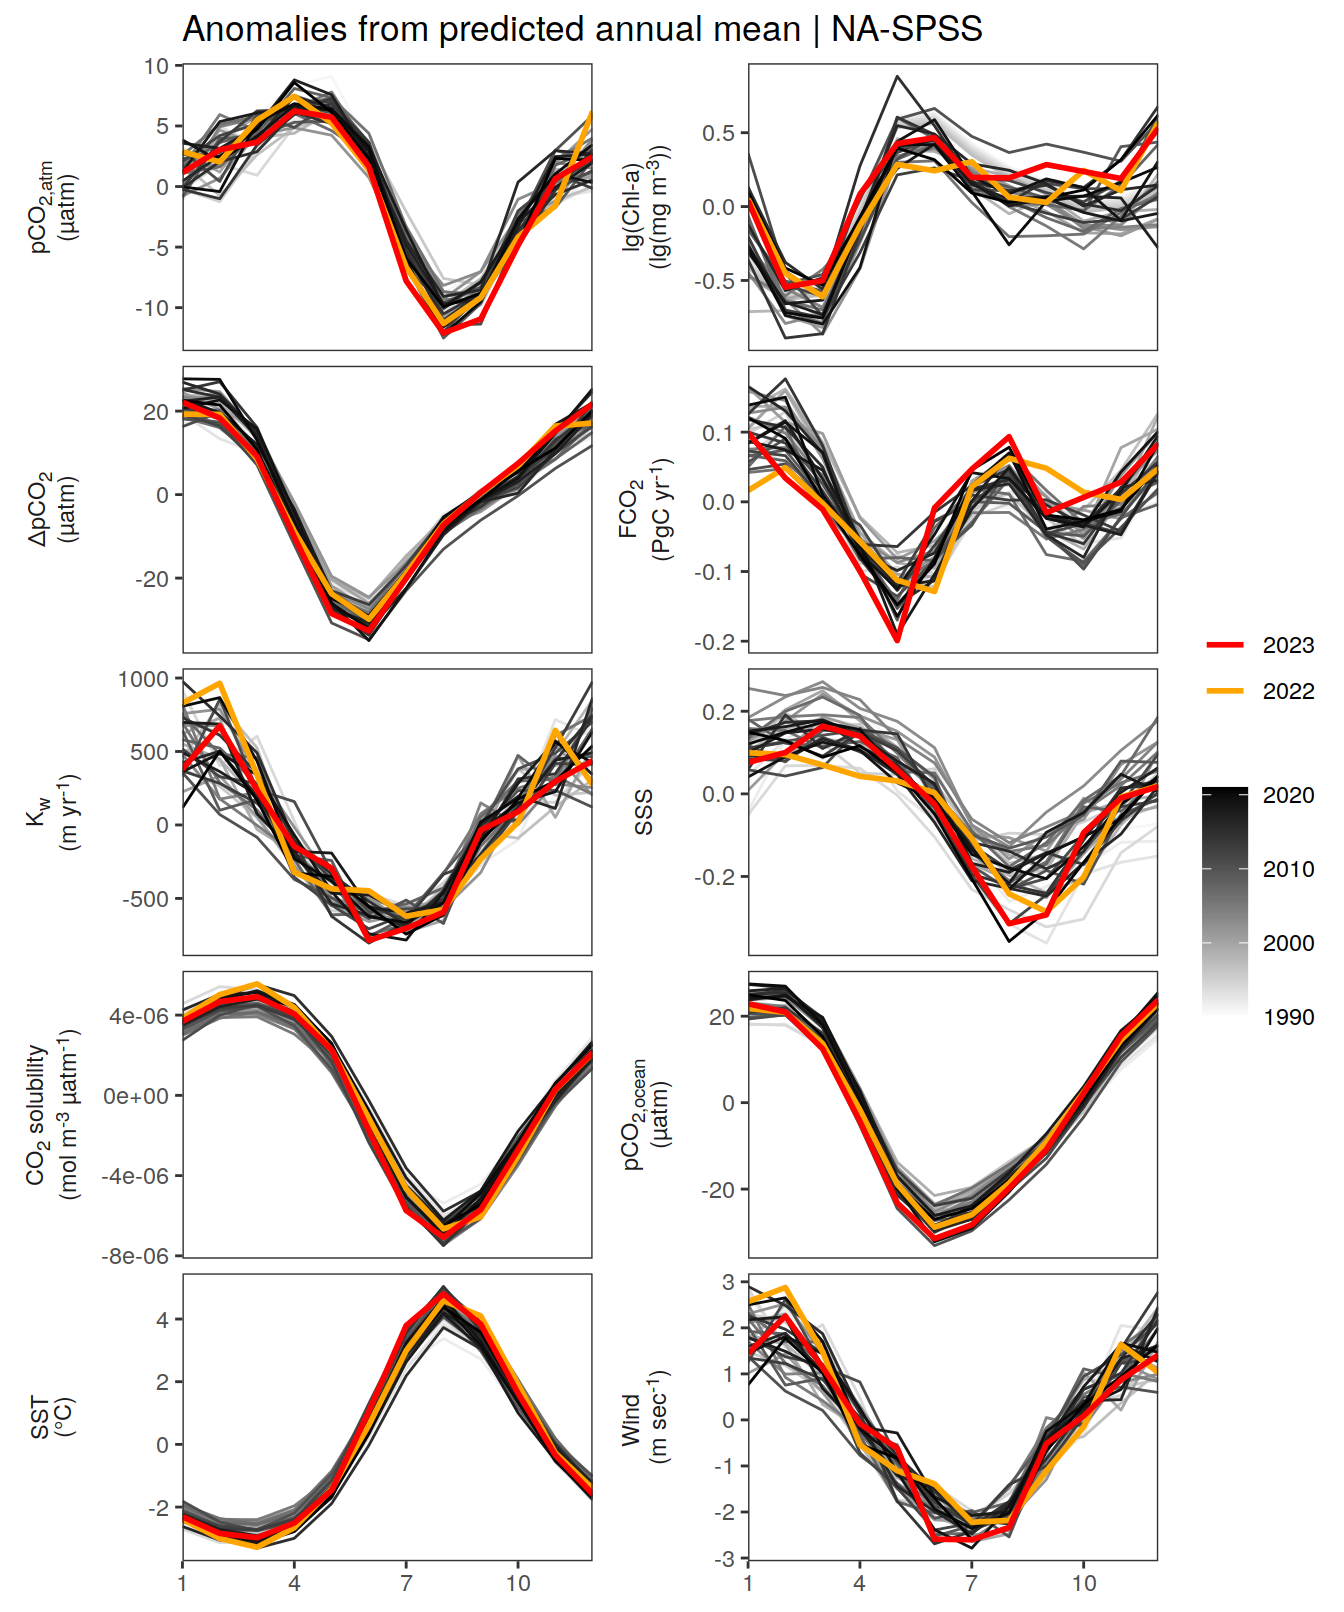 Anomalies from predicted annual mean | NA-SPSS
pCO2,atm
(µatm)
10
5
0
-5
-10
lg(Chl-a)
(lg(mg m-3))
0.5
0.0
-0.5
ΔpCO2
(µatm)
20
0
-20
FCO2
(PgC yr-1)
0.1
0.0
-0.1
-0.2
Kw
(m yr-1)
1000
500
0
-500
SSS
0.2
0.0
-0.2
CO2 solubility
(mol m-3 µatm-1)
4e-06
0e+00
-4e-06
-8e-06
pCO2,ocean
(µatm)
20
0
-20
SST
(°C)
4
2
0
-2
1
4
7
10
Wind
(m sec-1)
3
2
1
0
-1
-2
-3
1
4
7
10
2023
2022
2020
2010
2000
1990